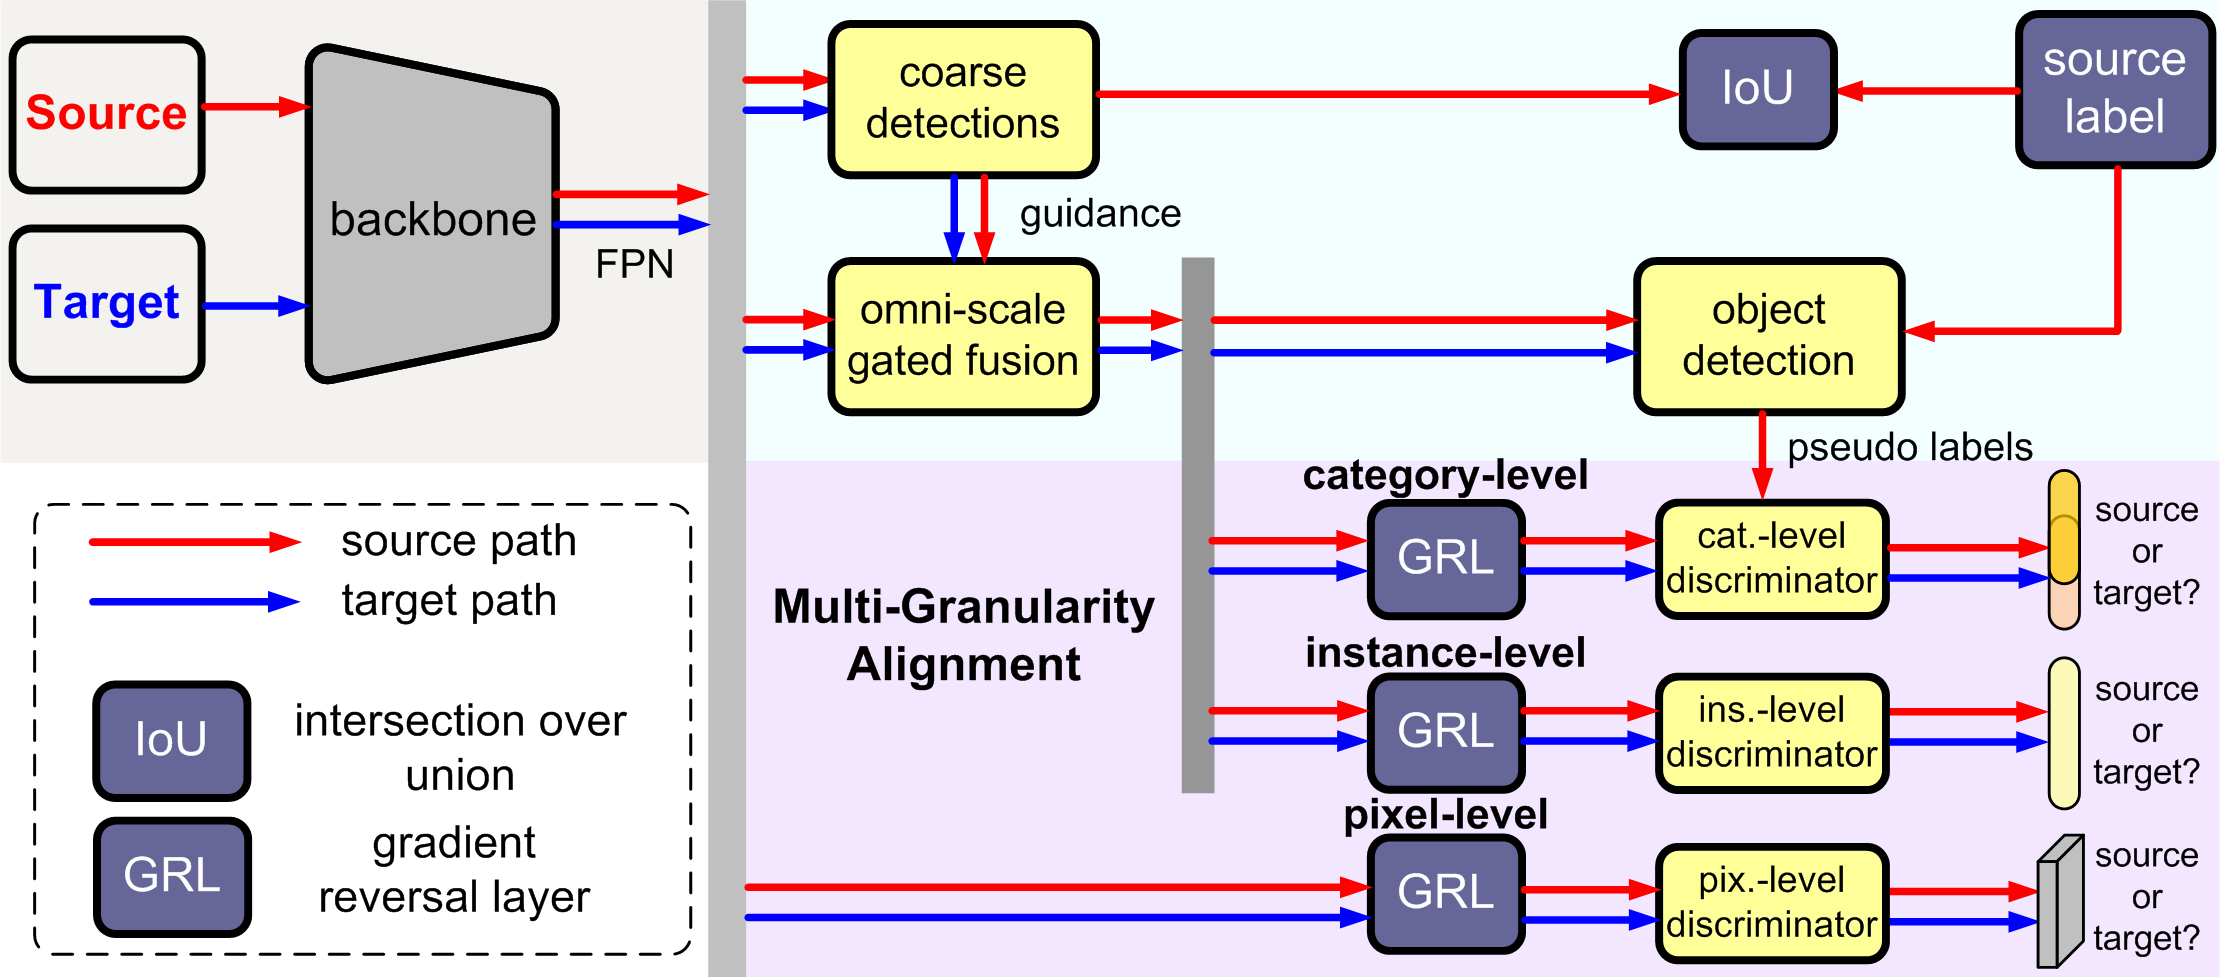 Source
Target
backbone
FPN
coarse
detections
guidance
omni-scale
gated fusion
IoU
source
label
object
detection
pseudo labels
Multi-Granularity
Alignment
category-level
GRL
cat.-level
discriminator
source
or
target?
instance-level
GRL
ins.-level
discriminator
source
or
target?
pixel-level
GRL
pix.-level
discriminator
source
or
target?
source path
target path
IoU
intersection over
union
GRL
gradient
reversal layer